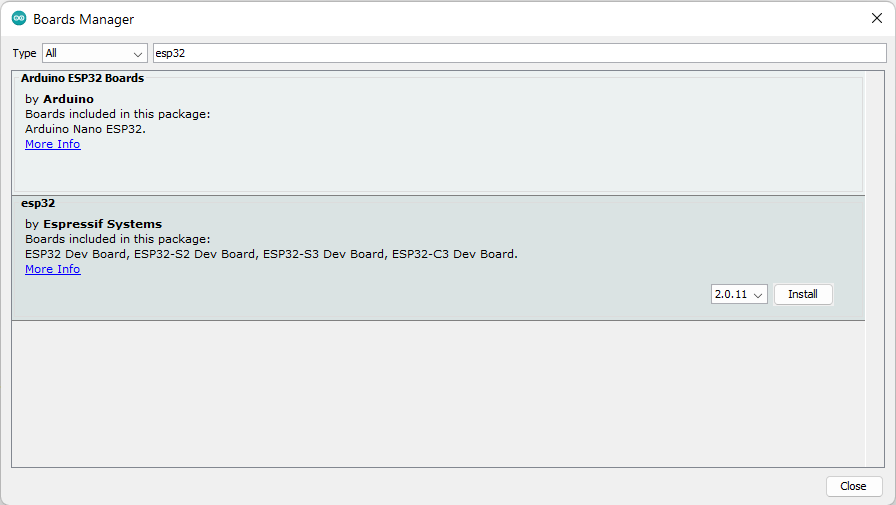 Boards Manager
Type All esp32
Arduino ESP32 Boards
by Arduino
Boards included in this package:
Arduino Nano ESP32.
More Info
esp32
by Espressif Systems
Boards included in this package:
ESP32 Dev Board, ESP32-S2 Dev Board, ESP32-S3 Dev Board, ESP32-C3 Dev Board.
More Info
2.0.11 Install
Close